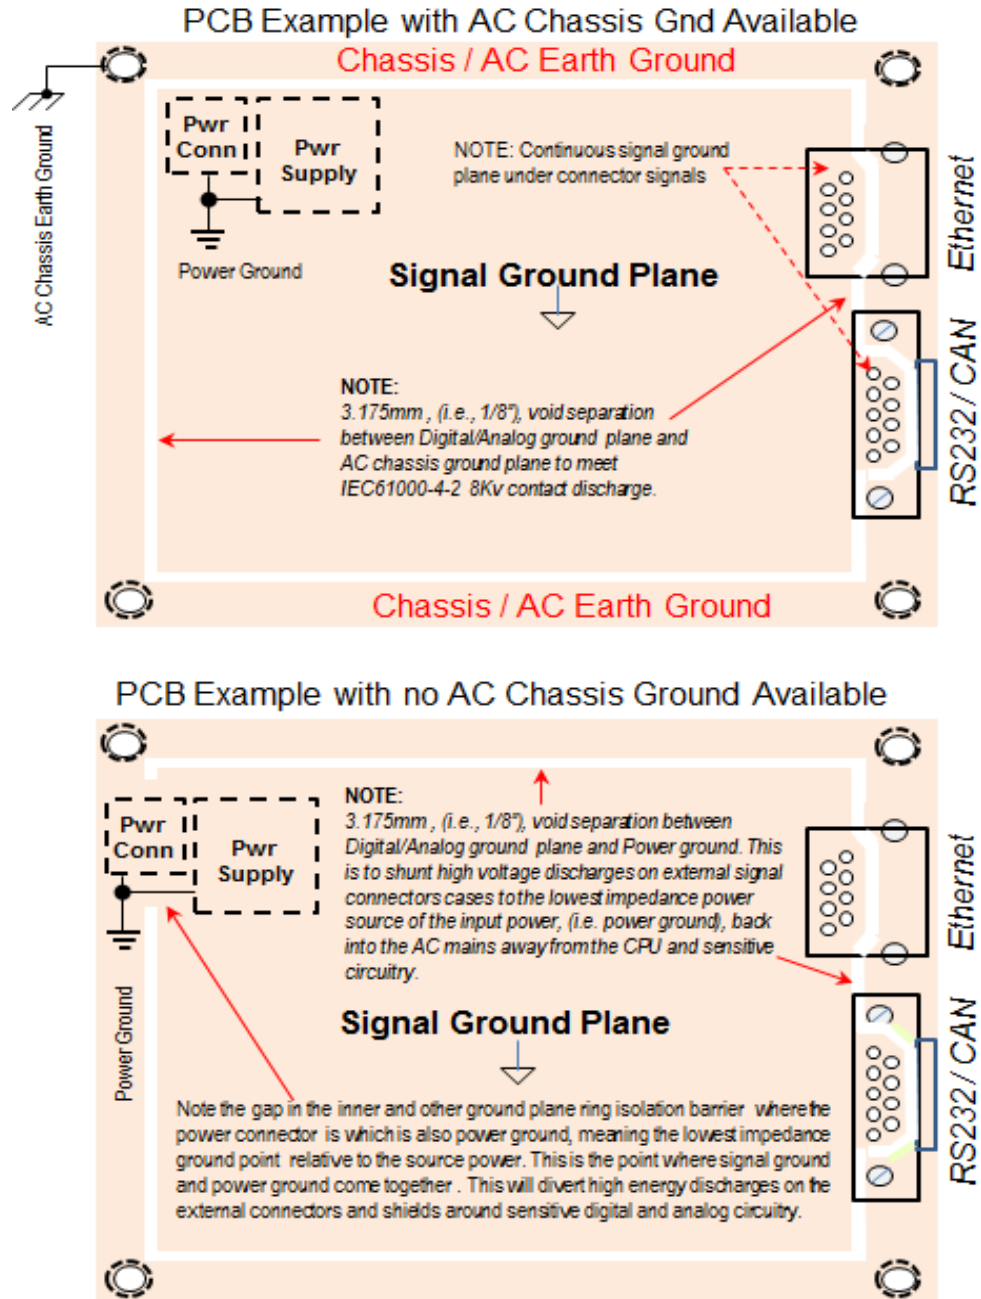 PCB Example with AC Chassis Gnd Available
Chassis / AC Earth Ground
AC Chassis Earth Ground
Pwr
Conn
Pwr
Supply
Power Ground
NOTE: Continuous signal ground
plane under connector signals
Ethernet
Signal Ground Plane
RS232 / CAN
NOTE:
3.175mm , (i.e., 1/8"), void separation
between Digital/Analog ground plane and
AC chassis ground plane to meet
IEC61000-4-2 8Kv contact discharge.
Chassis / AC Earth Ground
PCB Example with no AC Chassis Ground Available
Pwr
Conn
Pwr
Supply
Power Ground
NOTE:
3.175mm , (i.e., 1/8"), void separation between
Digital/Analog ground plane and Power ground. This
is to shunt high voltage discharges on external signal
connectors cases to the lowest impedance power
source of the input power, (i.e. power ground), back
into the AC mains away from the CPU and sensitive
circuitry.
Ethernet
Signal Ground Plane
RS232 / CAN
Note the gap in the inner and other ground plane ring isolation barrier where the
power connector is which is also power ground, meaning the lowest impedance
ground point relative to the source power. This is the point where signal ground
and power ground come together . This will divert high energy discharges on the
external connectors and shields around sensitive digital and analog circuitry.